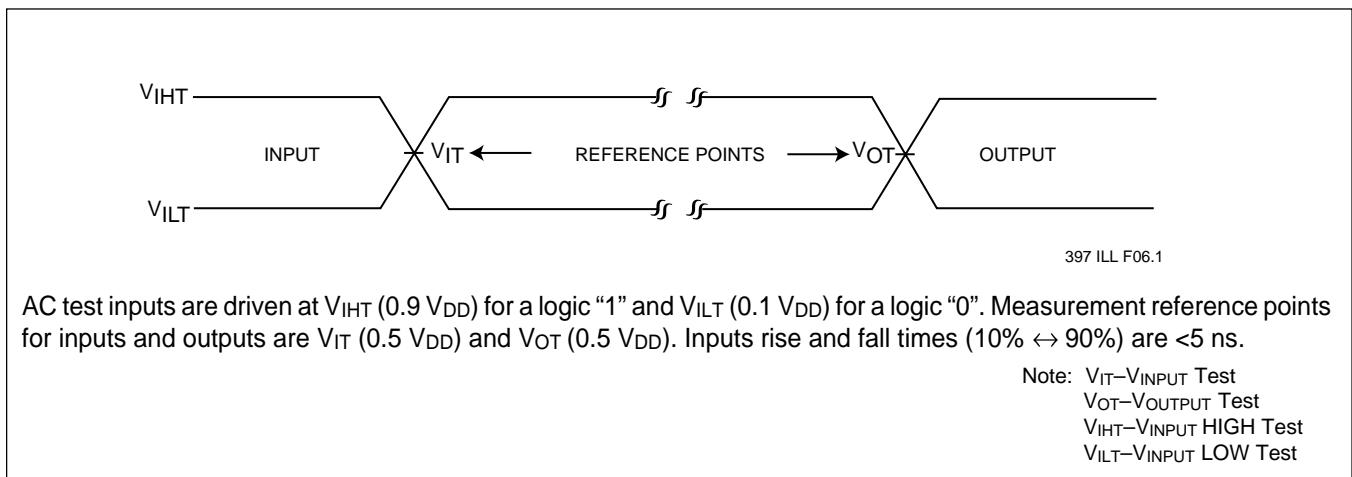 VIHT
INPUT VIT REFERENCE POINTS VOT OUTPUT
VILT
397 ILL F06.1
AC test inputs are driven at VIHT (0.9 VDD) for a logic “1” and VILT (0.1 VDD) for a logic “0”. Measurement reference points
for inputs and outputs are VIT (0.5 VDD) and VOT (0.5 VDD). Inputs rise and fall times (10% ↔ 90%) are <5 ns.
Note: VIT–VINPUT Test
VOT–VOUTPUT Test
VIHT–VINPUT HIGH Test
VILT–VINPUT LOW Test